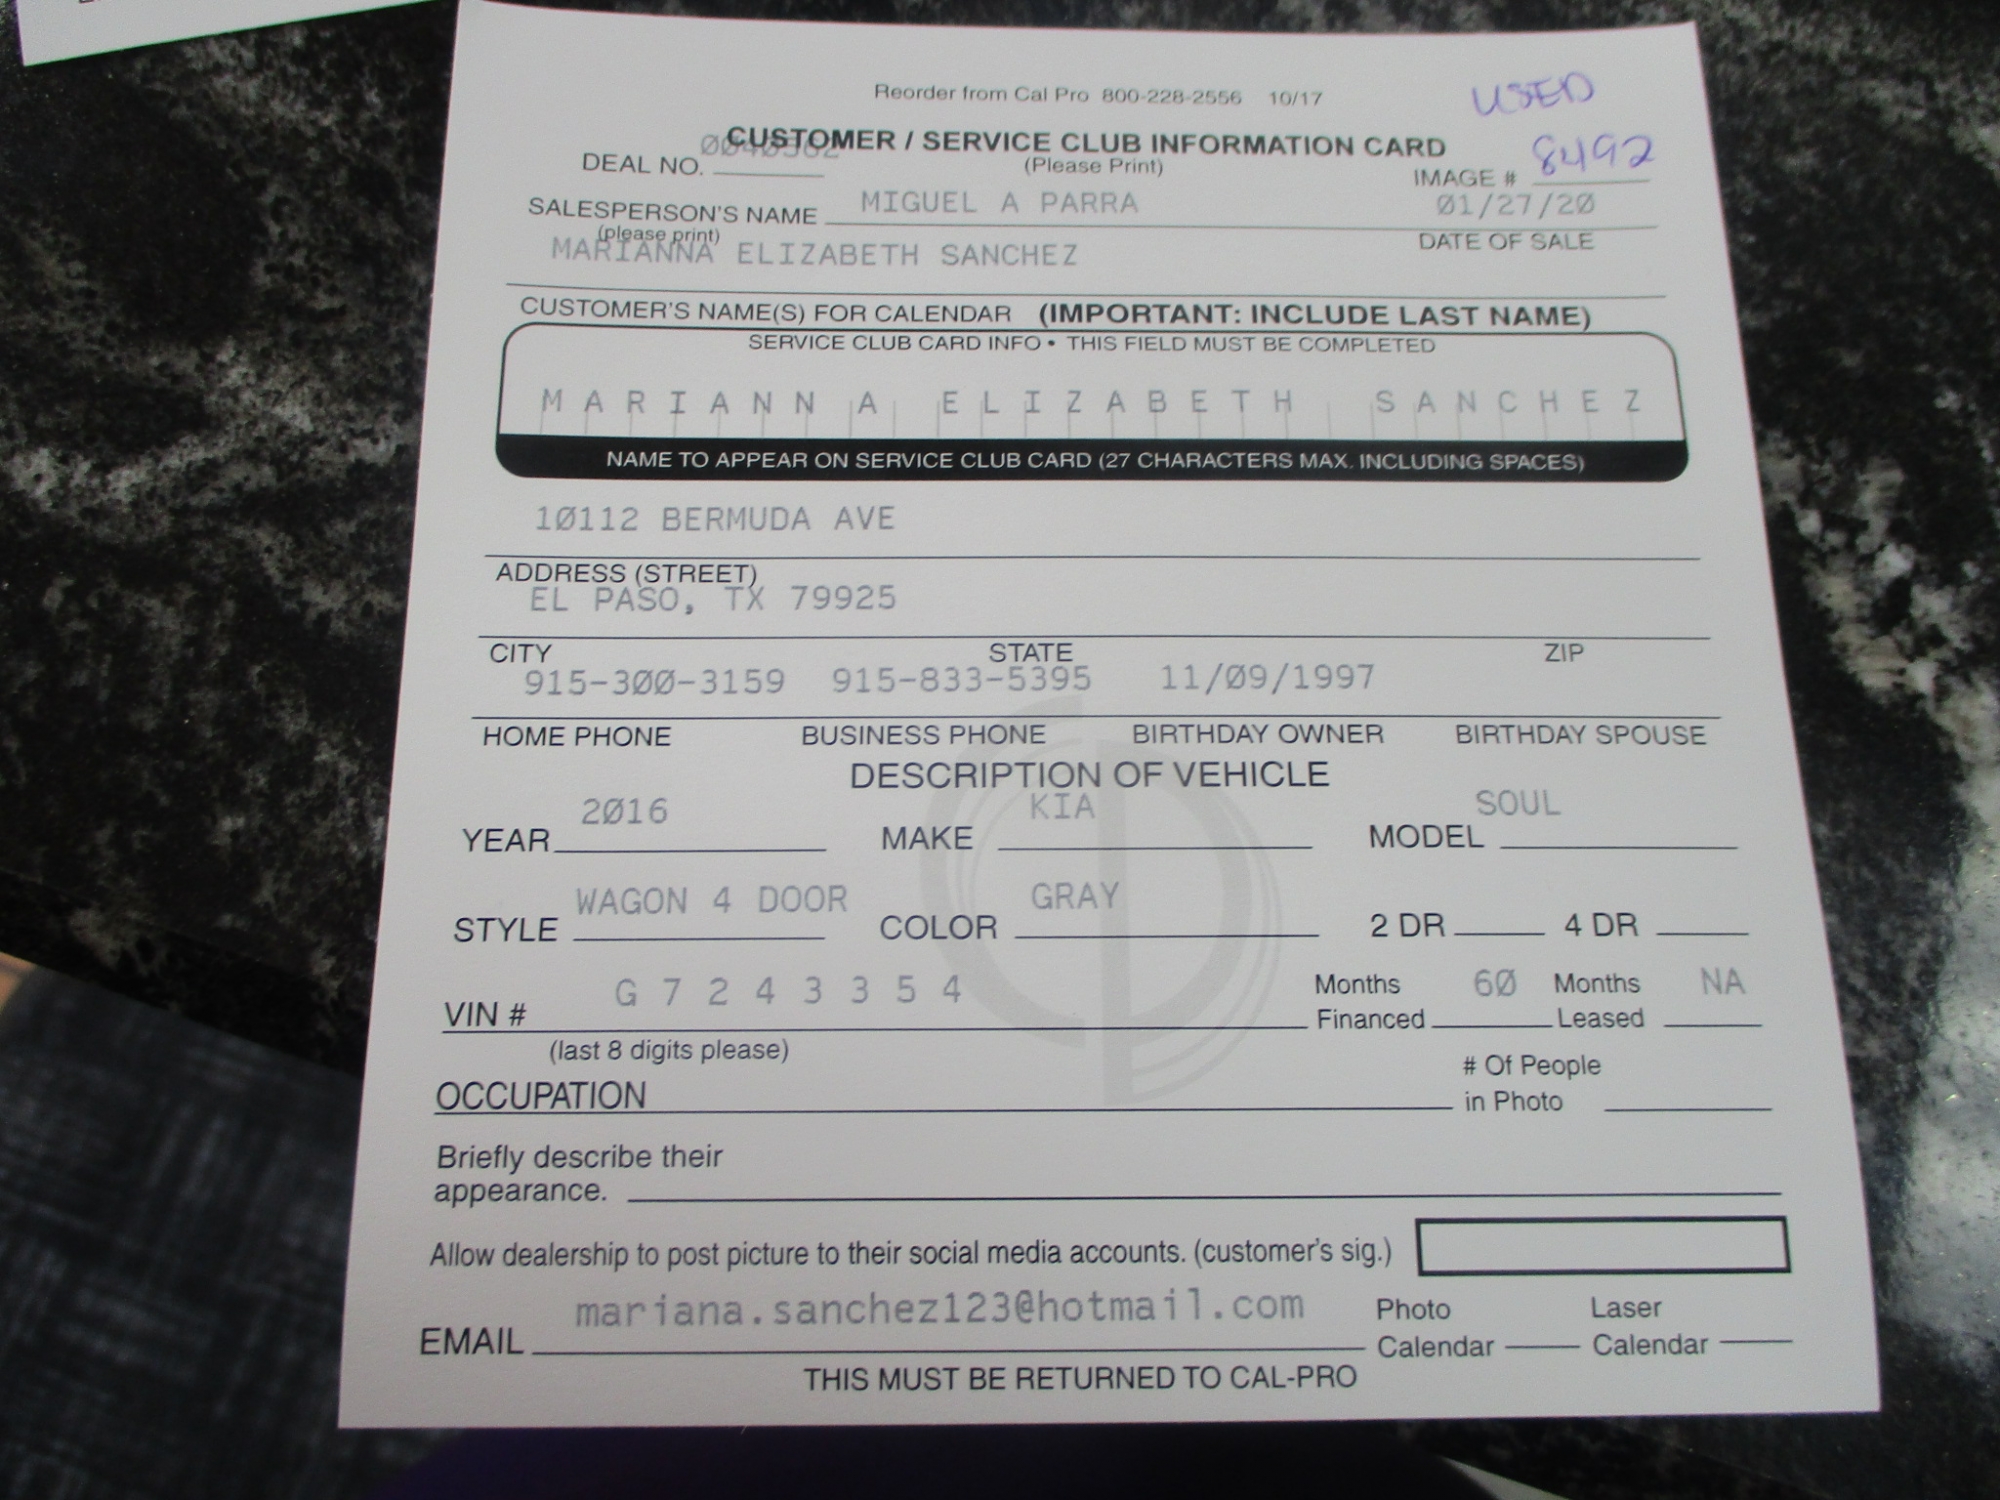 Reorder from Cal Pro 800-228-2556 10/17
USED
CUSTOMER / SERVICE CLUB INFORMATION CARD
DEAL NO.
(Please Print)
IMAGE # 8492
SALESPERSON'S NAME MIGUEL A PARRA 01/27/20
(please print) DATE OF SALE
MARIANNA ELIZABETH SANCHEZ
CUSTOMER'S NAME(S) FOR CALENDAR (IMPORTANT: INCLUDE LAST NAME)
SERVICE CLUB CARD INFO • THIS FIELD MUST BE COMPLETED
MARIANNA ELIZABETH SANCHEZ
NAME TO APPEAR ON SERVICE CLUB CARD (27 CHARACTERS MAX. INCLUDING SPACES)
10112 BERMUDA AVE
ADDRESS (STREET)
EL PASO, TX 79925
CITY STATE ZIP
915-300-3159 915-833-5395 11/09/1997
HOME PHONE BUSINESS PHONE BIRTHDAY OWNER BIRTHDAY SPOUSE
DESCRIPTION OF VEHICLE
YEAR 2016 MAKE KIA MODEL SOUL
STYLE WAGON 4 DOOR COLOR GRAY 2 DR 4 DR
VIN # G7243354 Months Financed 60 Months Leased NA
(last 8 digits please)
OCCUPATION # Of People in Photo
Briefly describe their
appearance.
Allow dealership to post picture to their social media accounts. (customer's sig.)
EMAIL mariana.sanchez123@hotmail.com Photo Calendar Laser Calendar
THIS MUST BE RETURNED TO CAL-PRO